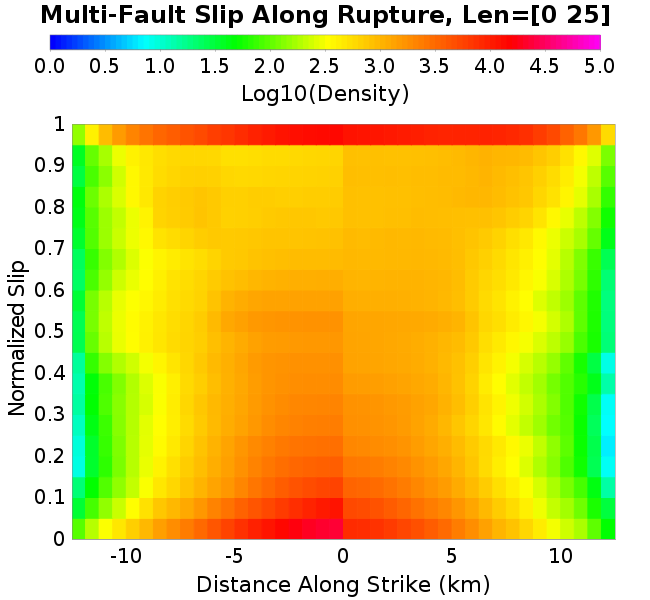 Multi-Fault Slip Along Rupture, Len=[0 25]
0.0 0.5 1.0 1.5 2.0 2.5 3.0 3.5 4.0 4.5 5.0
Log10(Density)
1
0.9
0.8
0.7
0.6
0.5
0.4
0.3
0.2
0.1
0
Normalized Slip
-10 -5 0 5 10
Distance Along Strike (km)